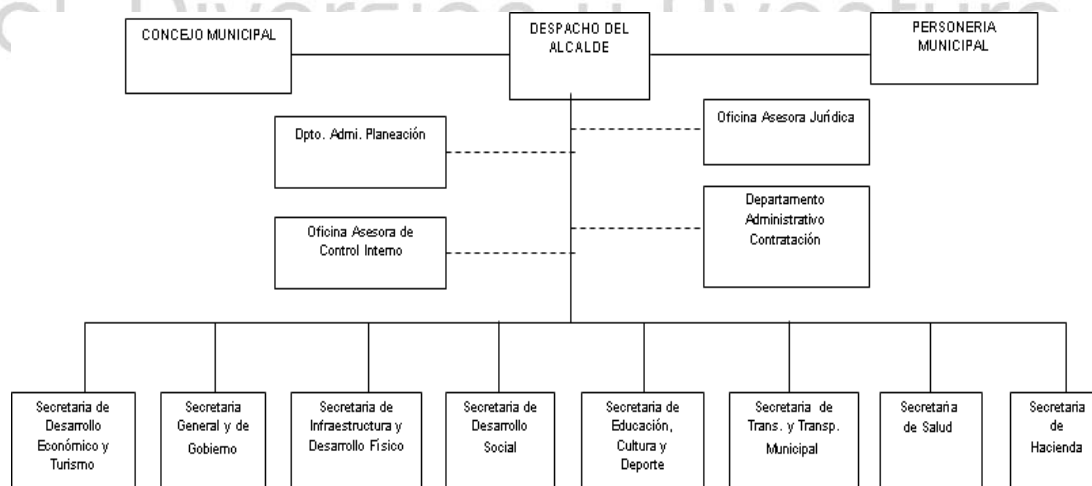 CONCEJO MUNICIPAL
DESPACHO DEL
ALCALDE
PERSONERIA
MUNICIPAL
Dpto. Admi. Planeación
Oficina Asesora Jurídica
Oficina Asesora de
Control Interno
Departamento
Administrativo
Contratación
Secretaria de
Desarrollo
Económico y
Turismo
Secretaria
General y de
Gobierno
Secretaria de
Infraestructura y
Desarrollo Físico
Secretaria de
Desarrollo
Social
Secretaria de
Educación,
Cultura y
Deporte
Secretaria de
Trans. y Transp.
Municipal
Secretaria
de Salud
Secretaria
de
Hacienda